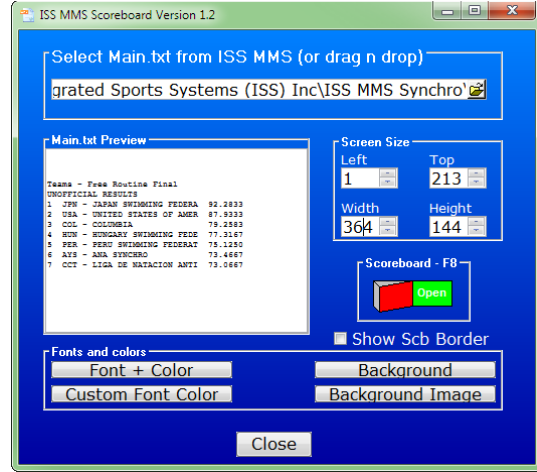 ISS MMS Scoreboard Version 1.2
Select Main.txt from ISS MMS (or drag n drop)
grated Sports Systems (ISS) Inc\ISS MMS Synchro\
Main.txt Preview
Teams - Free Routine Final
UNOFFICIAL RESULTS
1 JPN - JAPAN SWIMMING FEDERA 92.2833
2 USA - UNITED STATES OF AMER 87.9333
3 COL - COLUMBIA 79.2583
4 HUN - HUNGARY SWIMMING FEDE 77.3167
5 PER - PERU SWIMMING FEDERAT 75.1250
6 AYS - ANA SYNCHRO 73.4667
7 CCT - LIGA DE NATACION ANTI 73.0667
Screen Size
Left Top
1 213
Width Height
364 144
Scoreboard - F8
Open
Show Scb Border
Fonts and colors
Font + Color Background
Custom Font Color Background Image
Close